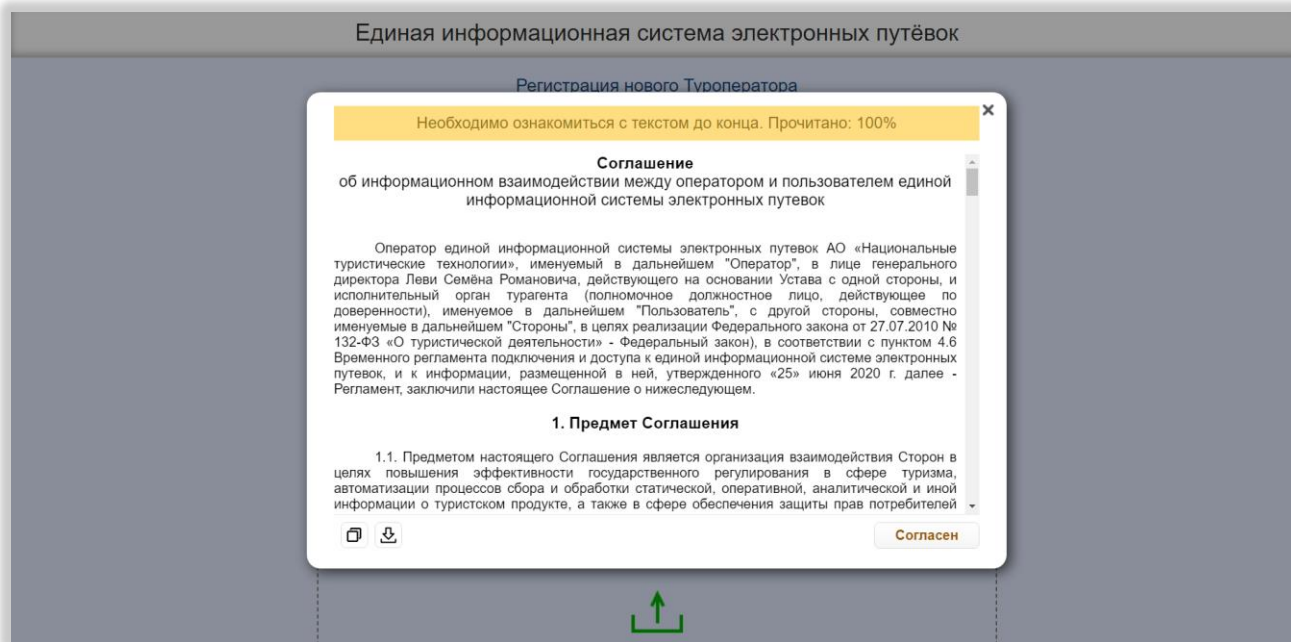 Единая информационная система электронных путёвок
Регистрация нового Туроператора
Необходимо ознакомиться с текстом до конца. Прочитано: 100%
Соглашение
об информационном взаимодействии между оператором и пользователем единой
информационной системы электронных путевок
Оператор единой информационной системы электронных путевок АО «Национальные
туристические технологии», именуемый в дальнейшем "Оператор", в лице генерального
директора Леви Семёна Романовича, действующего на основании Устава с одной стороны, и
исполнительный орган турагента (полномочное должностное лицо, действующее по
доверенности), именуемое в дальнейшем "Пользователь", с другой стороны, совместно
именуемые в дальнейшем "Стороны", в целях реализации Федерального закона от 27.07.2010 №
132-ФЗ «О туристической деятельности» - Федеральный закон), в соответствии с пунктом 4.6
Временного регламента подключения и доступа к единой информационной системе электронных
путевок, и к информации, размещенной в ней, утвержденного «25» июня 2020 г. далее -
Регламент, заключили настоящее Соглашение о нижеследующем.
1. Предмет Соглашения
1.1. Предметом настоящего Соглашения является организация взаимодействия Сторон в
целях повышения эффективности государственного регулирования в сфере туризма,
автоматизации процессов сбора и обработки статической, оперативной, аналитической и иной
информации о туристском продукте, а также в сфере обеспечения защиты прав потребителей
Согласен